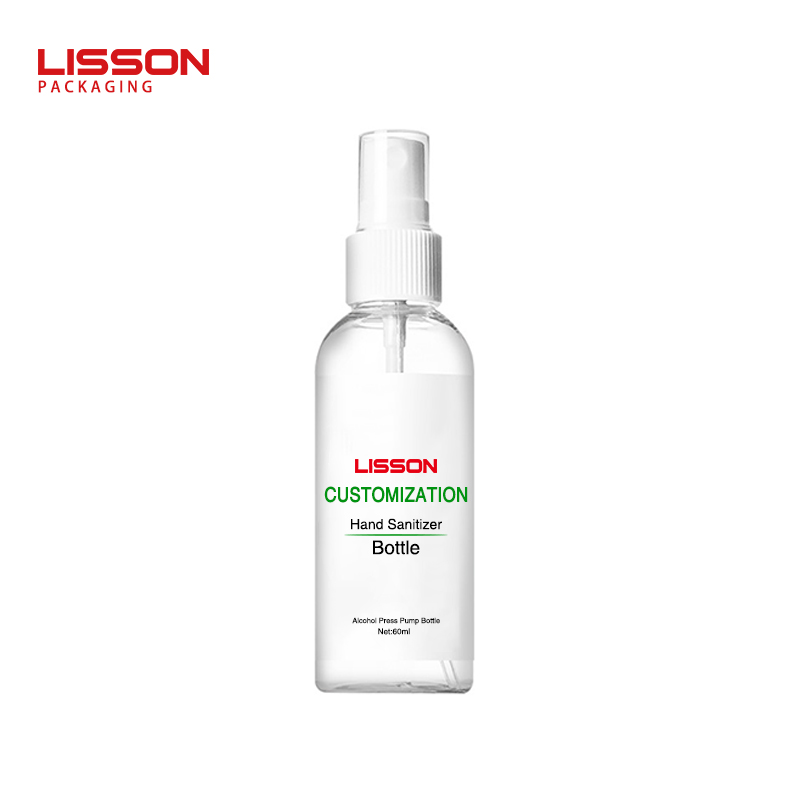 LISSON
PACKAGING
LISSON
CUSTOMIZATION
Hand Sanitizer
Bottle
Alcohol Press Pump Bottle
Net:60ml